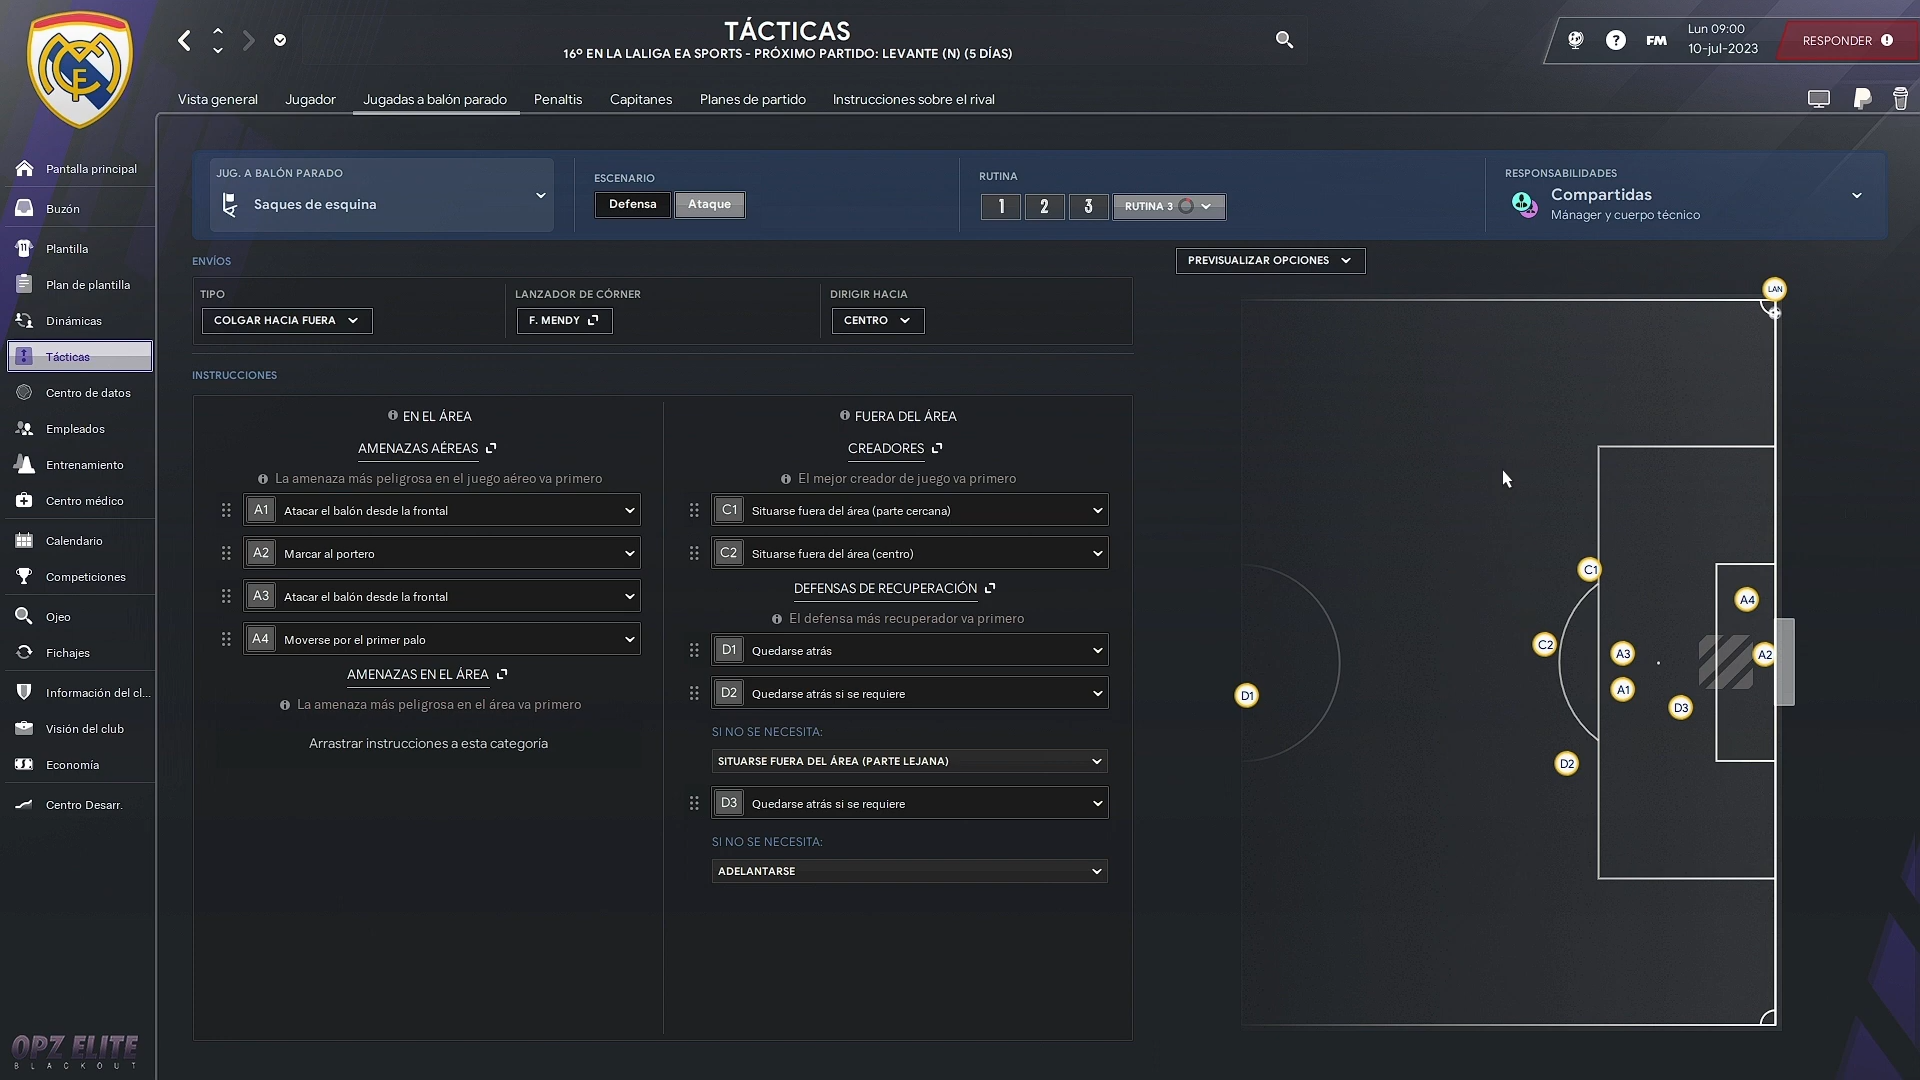 TÁCTICAS
16º EN LA LALIGA EA SPORTS - PRÓXIMO PARTIDO: LEVANTE (N) (5 DÍAS)
FM
Lun 09:00
10-jul-2023
RESPONDER
Vista general
Jugador
Jugadas a balón parado
Penaltis
Capitanes
Planes de partido
Instrucciones sobre el rival
Pantalla principal
Buzón
Plantilla
Plan de plantilla
Dinámicas
Tácticas
Centro de datos
Empleados
Entrenamiento
Centro médico
Calendario
Competiciones
Ojeo
Fichajes
Información del cl...
Visión del club
Economía
Centro Desarr.
OPZ ELITE
BLACKOUT
JUG. A BALÓN PARADO
Saques de esquina
ESCENARIO
Defensa
Ataque
RUTINA
1
2
3
RUTINA 3
RESPONSABILIDADES
Compartidas
Mánager y cuerpo técnico
ENVÍOS
TIPO
COLGAR HACIA FUERA
LANZADOR DE CÓRNER
F. MENDY
DIRIGIR HACIA
CENTRO
PREVISUALIZAR OPCIONES
INSTRUCCIONES
EN EL ÁREA
AMENAZAS AÉREAS
La amenaza más peligrosa en el juego aéreo va primero
A1 Atacar el balón desde la frontal
A2 Marcar al portero
A3 Atacar el balón desde la frontal
A4 Moverse por el primer palo
AMENAZAS EN EL ÁREA
La amenaza más peligrosa en el área va primero
Arrastrar instrucciones a esta categoría
FUERA DEL ÁREA
CREADORES
El mejor creador de juego va primero
C1 Situarse fuera del área (parte cercana)
C2 Situarse fuera del área (centro)
DEFENSAS DE RECUPERACIÓN
El defensa más recuperador va primero
D1 Quedarse atrás
D2 Quedarse atrás si se requiere
SI NO SE NECESITA:
SITUARSE FUERA DEL ÁREA (PARTE LEJANA)
D3 Quedarse atrás si se requiere
SI NO SE NECESITA:
ADELANTARSE
LAN
C1
A4
C2
A3
A2
A1
D1
D3
D2